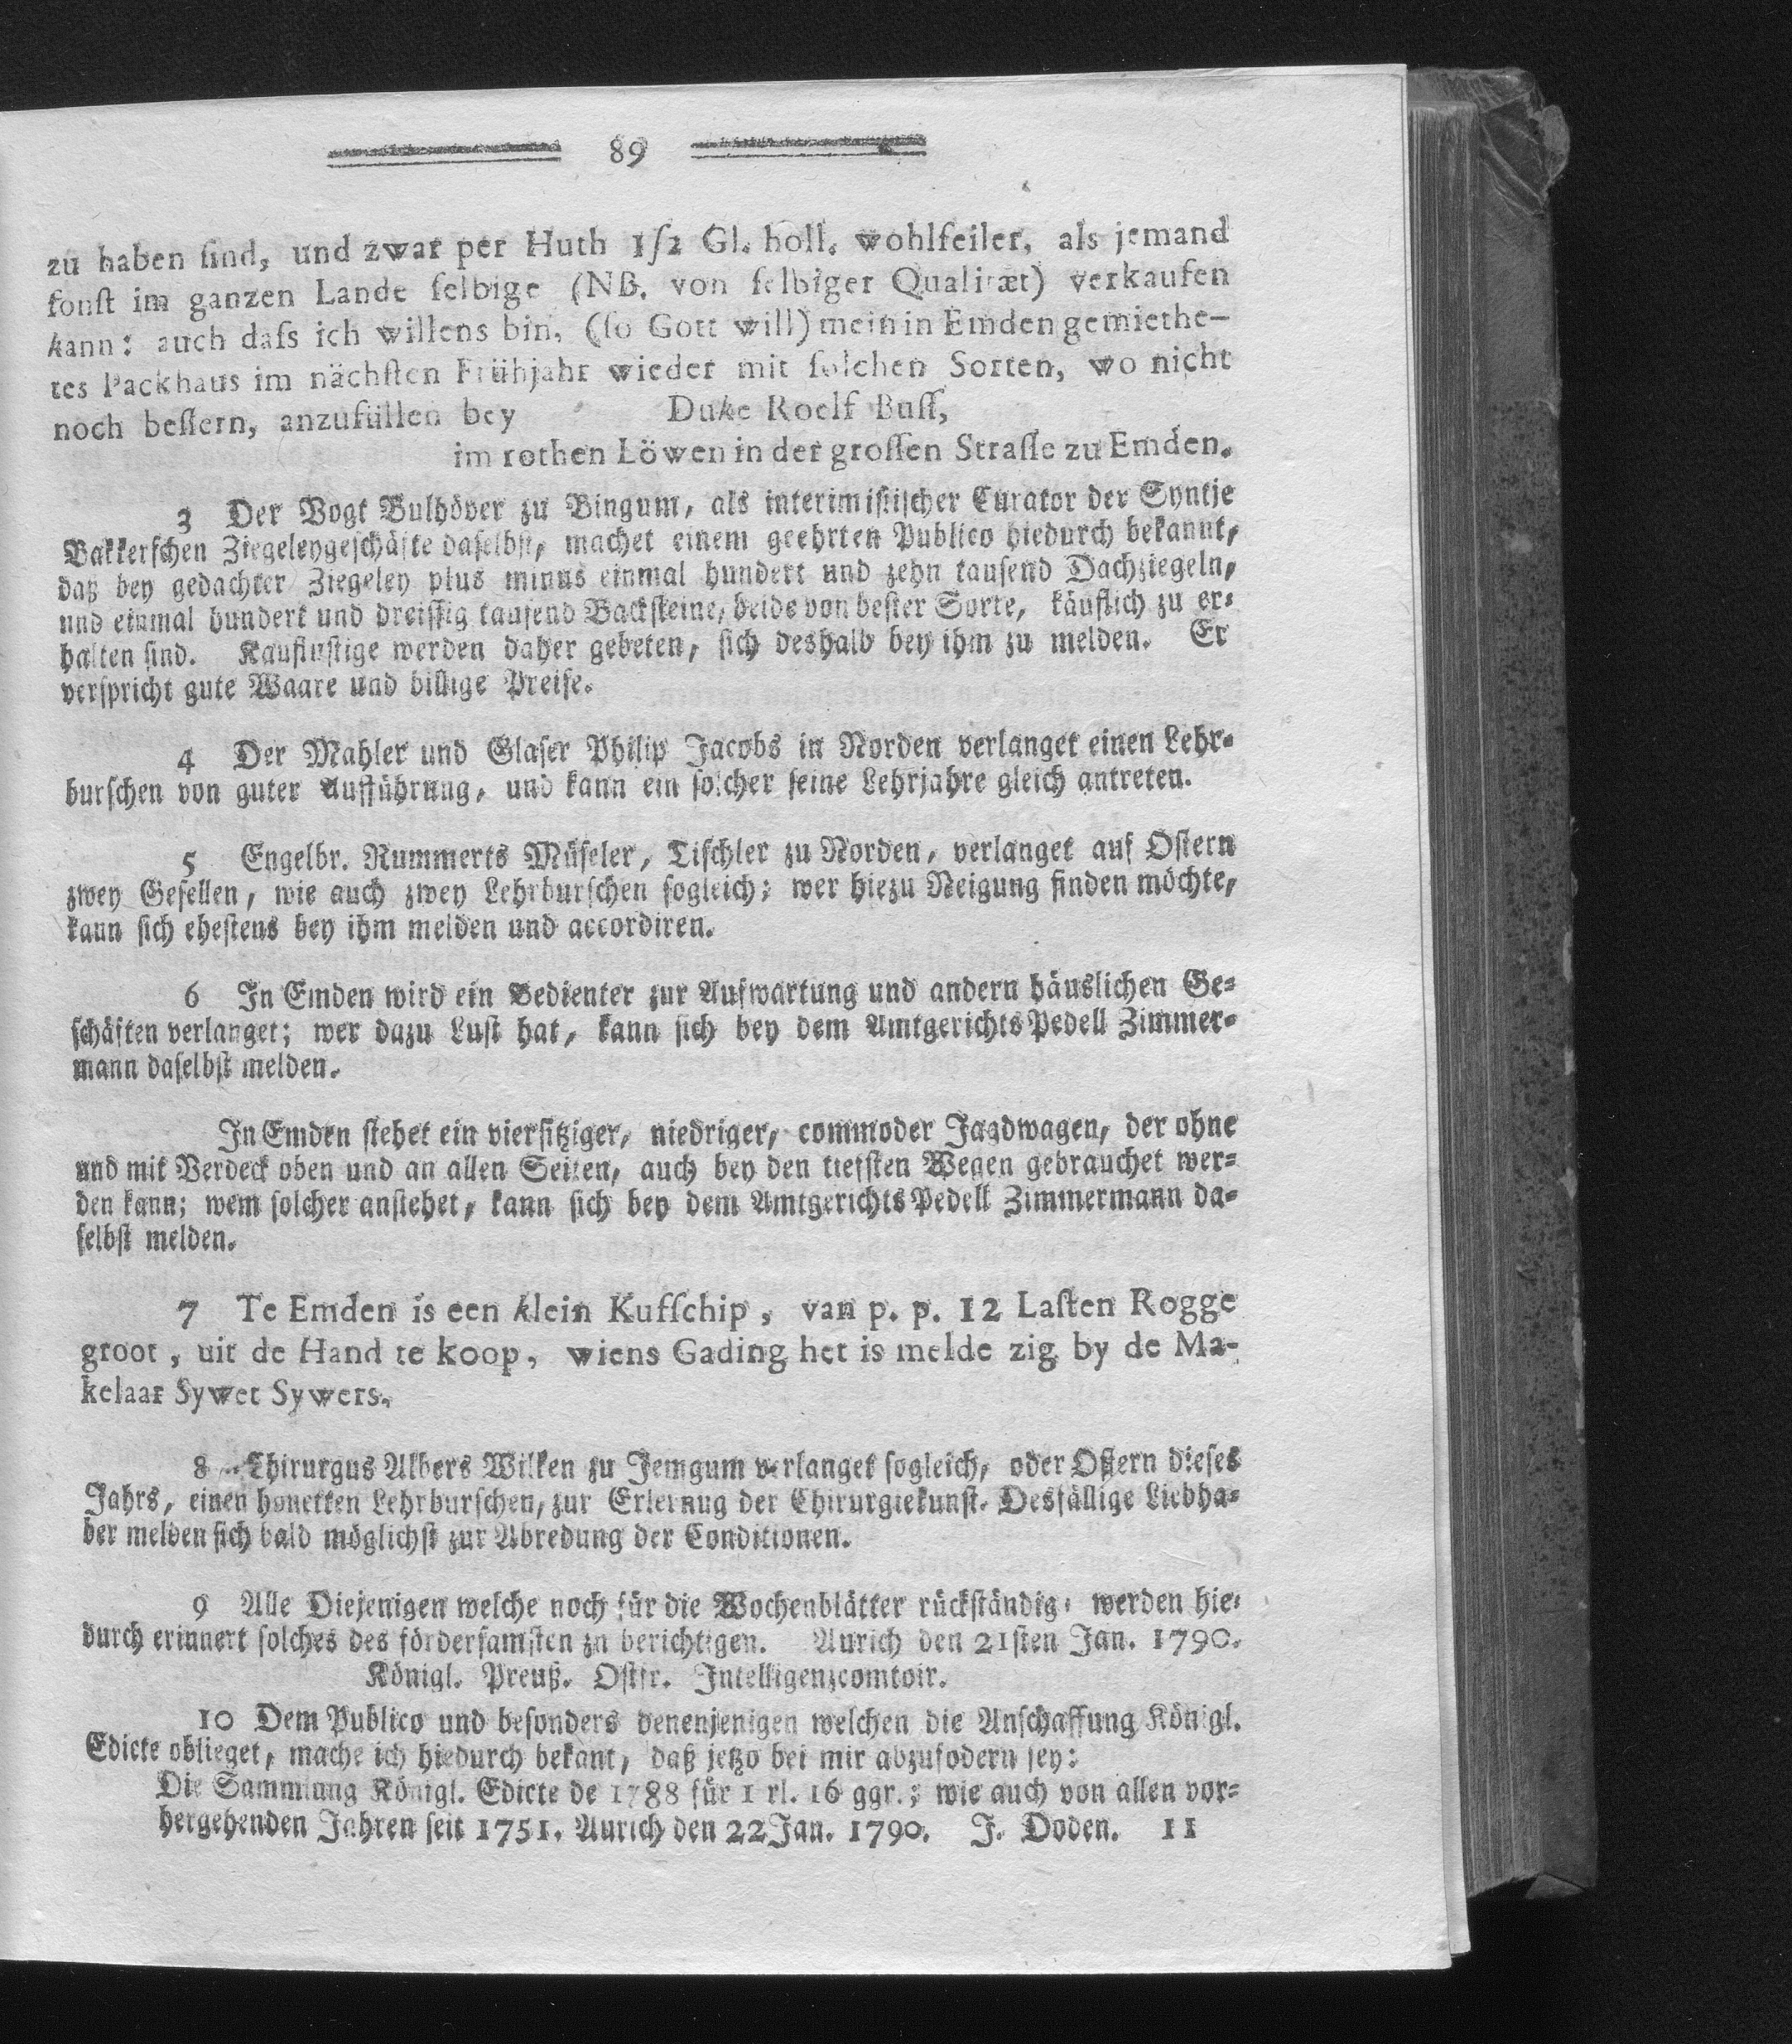 89
zu haben ſind, und zwar per Huth 1/2 Gl. holl. wohlfeiler, als jemand
ſonſt im ganzen Lande ſelbige (NB. von ſelbiger Qualitæt) verkaufen
kann: auch daſs ich willens bin, (ſo Gott will) mein in Emden gemiethe-
tes Packhaus im nächſten Frühjahr wieder mit ſolchen Sorten, wo nicht
noch beſſern, anzufüllen bey Duke Roelf Buſſ,
im rothen Löwen in der groſſen Straſſe zu Emden.
3 Der Vogt Bulhöver zu Bingum, als interimiſtiſcher Curator der Syntje
Bakkerſchen Ziegeleygeſchäfte daſelbſt, machet einem geehrten Publico hiedurch bekannt,
daß bey gedachter Ziegeley plus minus einmal hundert und zehn tauſend Dachziegeln,
und einmal hundert und dreiſſig tauſend Backſteine, beide von beſter Sorte, käuflich zu er-
halten ſind. Kaufluſtige werden daher gebeten, ſich deshalb bey ihm zu melden. Er
verſpricht gute Waare und billige Preiſe.
4 Der Mahler und Glaſer Philip Jacobs in Norden verlanget einen Lehr-
burſchen von guter Aufführung, und kann ein ſolcher ſeine Lehrjahre gleich antreten.
5 Engelbr. Rummerts Müſeler, Tiſchler zu Norden, verlanget auf Oſtern
zwey Geſellen, wie auch zwey Lehrburſchen ſogleich; wer hiezu Neigung finden möchte,
kann ſich eheſtens bey ihm melden und accordiren.
6 In Emden wird ein Bedienter zur Aufwartung und andern häuslichen Ge-
ſchäften verlanget; wer dazu Luſt hat, kann ſich bey dem Amtgerichts Pedell Zimmer-
mann daſelbſt melden.
In Emden ſtehet ein vierſitziger, niedriger, commoder Jagdwagen, der ohne
und mit Verdeck oben und an allen Seiten, auch bey den tiefſten Wegen gebrauchet wer-
den kann; wem ſolcher anſtehet, kann ſich bey dem Amtgerichts Pedell Zimmermann da-
ſelbſt melden.
7 Te Emden is een klein Kufſchip, van p. p. 12 Laſten Rogge
groot, uit de Hand te koop, wiens Gading het is melde zig by de Ma-
kelaar Sywet Sywers.
8 Chirurgus Albers Wilken zu Jemgum verlanget ſogleich, oder Oſtern dieſes
Jahrs, einen honetten Lehrburſchen, zur Erlernug der Chirurgiekunſt. Desfällige Liebha-
ber melden ſich bald möglichſt zur Abredung der Conditionen.
9 Alle Diejenigen welche noch für die Wochenblätter rückſtändig, werden hie-
durch erinnert ſolches des förderſamſten zu berichtigen. Aurich den 21ſten Jan. 1790.
Königl. Preuß. Oſtfr. Intelligenzcomtoir.
10 Dem Publico und beſonders denenjenigen welchen die Anſchaffung Königl.
Edicte oblieget, mache ich hiedurch bekant, daß jetzo bei mir abzufodern ſey:
Die Sammlung Königl. Edicte de 1788 für 1 rl. 16 ggr.; wie auch von allen vor-
hergehenden Jahren ſeit 1751. Aurich den 22 Jan. 1790. J. Doden. 11